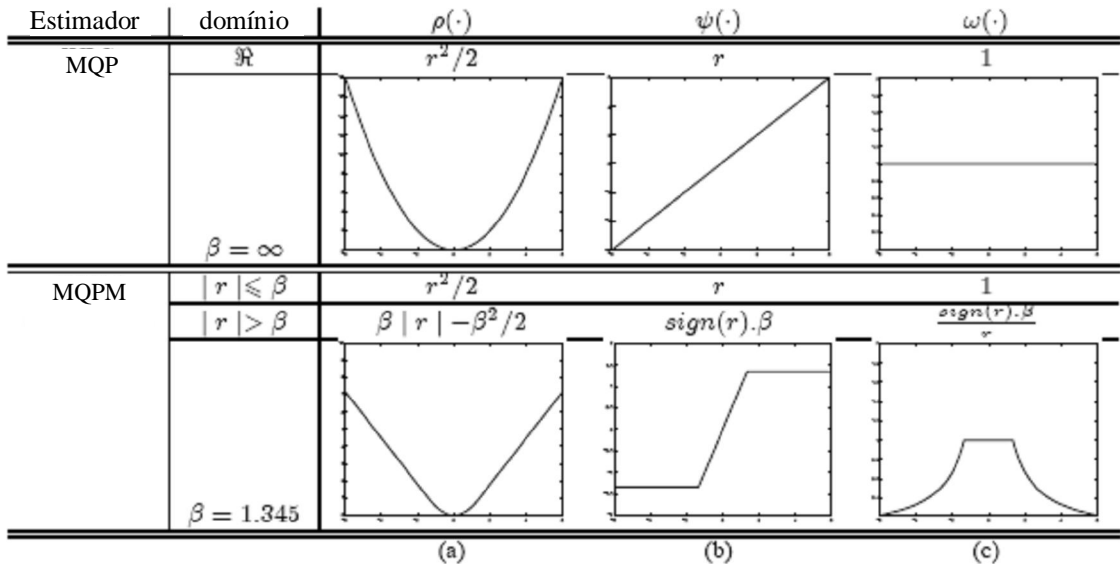 Estimador domínio ρ(·) ψ(·) ω(·)
MQP ℜ r²/2 r 1
β = ∞
MQPM | r |⩽ β r²/2 r 1
| r |> β β | r | −β²/2 sign(r).β sign(r).β/r
β = 1.345
(a) (b) (c)